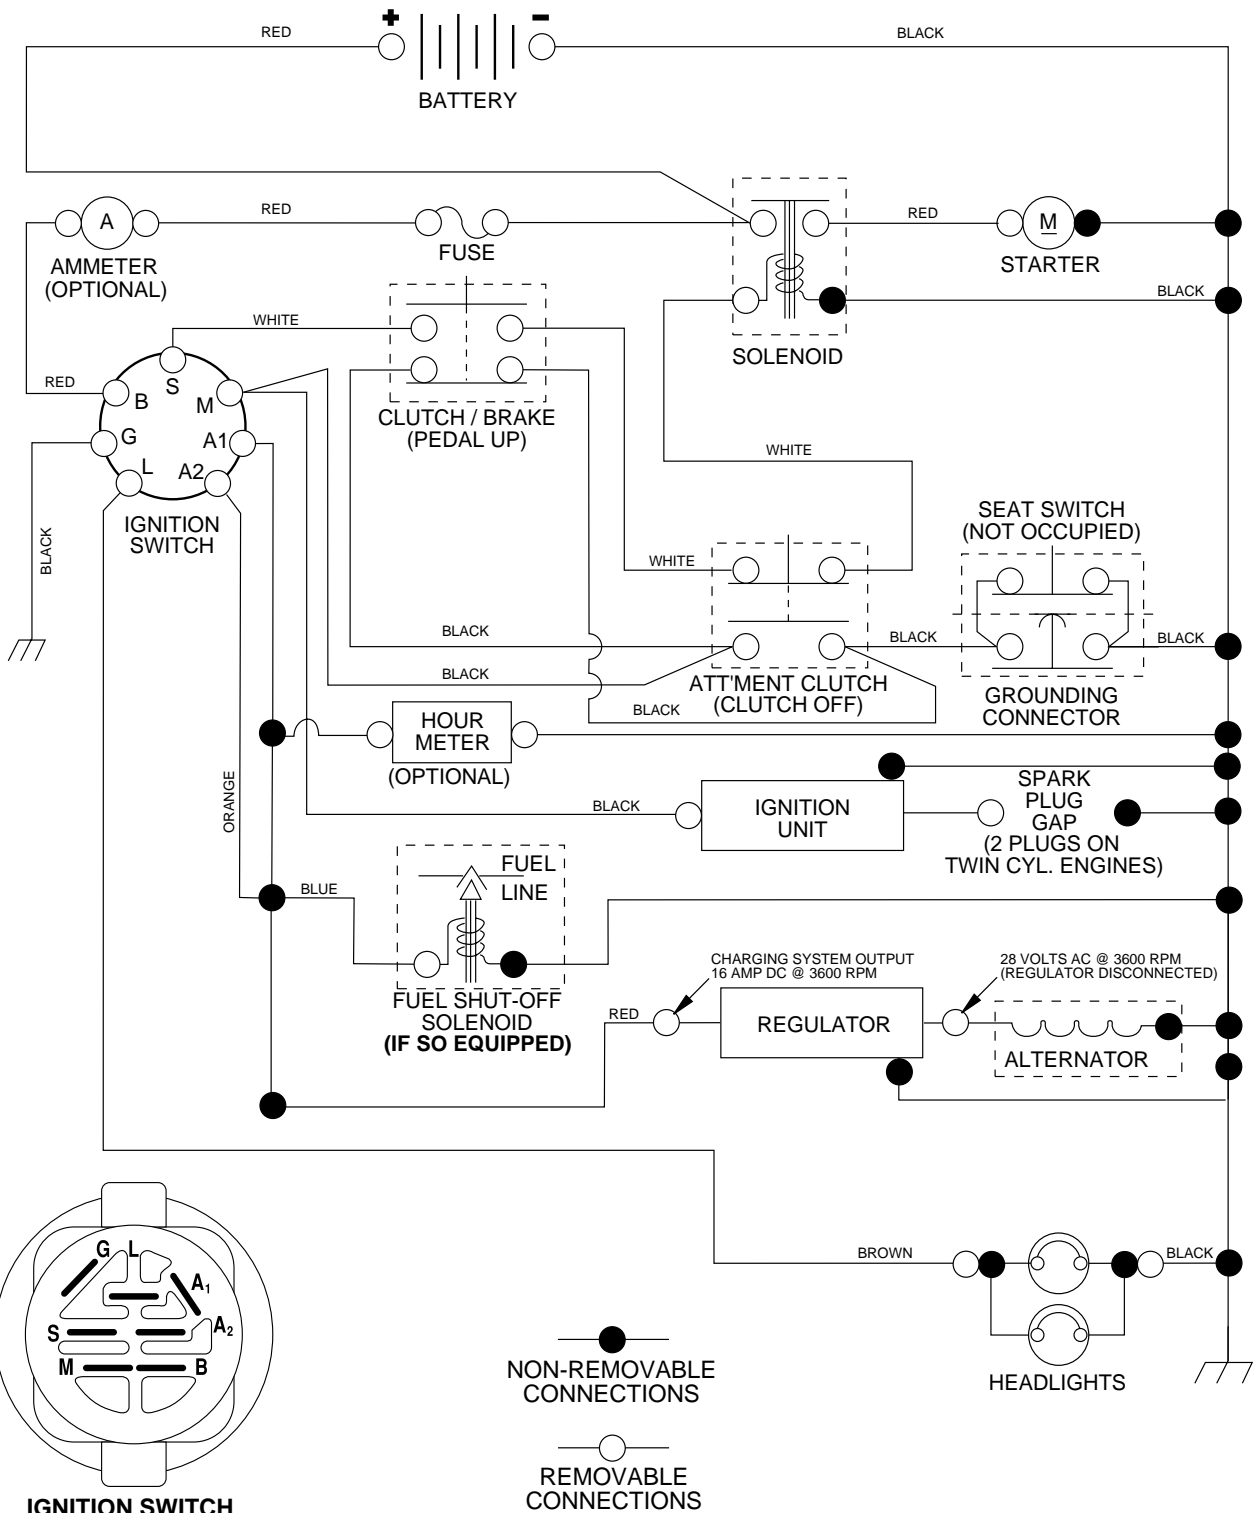 + −
RED
BLACK
BATTERY
A
RED
RED
M
FUSE
STARTER
AMMETER
(OPTIONAL)
BLACK
WHITE
SOLENOID
RED
S
B
M
CLUTCH / BRAKE
(PEDAL UP)
G
A1
WHITE
L
A2
IGNITION
SWITCH
SEAT SWITCH
(NOT OCCUPIED)
BLACK
WHITE
BLACK
BLACK
BLACK
BLACK
ATT'MENT CLUTCH
(CLUTCH OFF)
BLACK
GROUNDING
CONNECTOR
HOUR
METER
(OPTIONAL)
ORANGE
BLACK
IGNITION
UNIT
SPARK
PLUG
GAP
(2 PLUGS ON
TWIN CYL. ENGINES)
BLUE
FUEL
LINE
FUEL SHUT-OFF
SOLENOID
(IF SO EQUIPPED)
CHARGING SYSTEM OUTPUT
16 AMP DC @ 3600 RPM
28 VOLTS AC @ 3600 RPM
(REGULATOR DISCONNECTED)
RED
REGULATOR
ALTERNATOR
BROWN
BLACK
HEADLIGHTS
G L
A1
A2
S
M
B
IGNITION SWITCH
NON-REMOVABLE
CONNECTIONS
REMOVABLE
CONNECTIONS